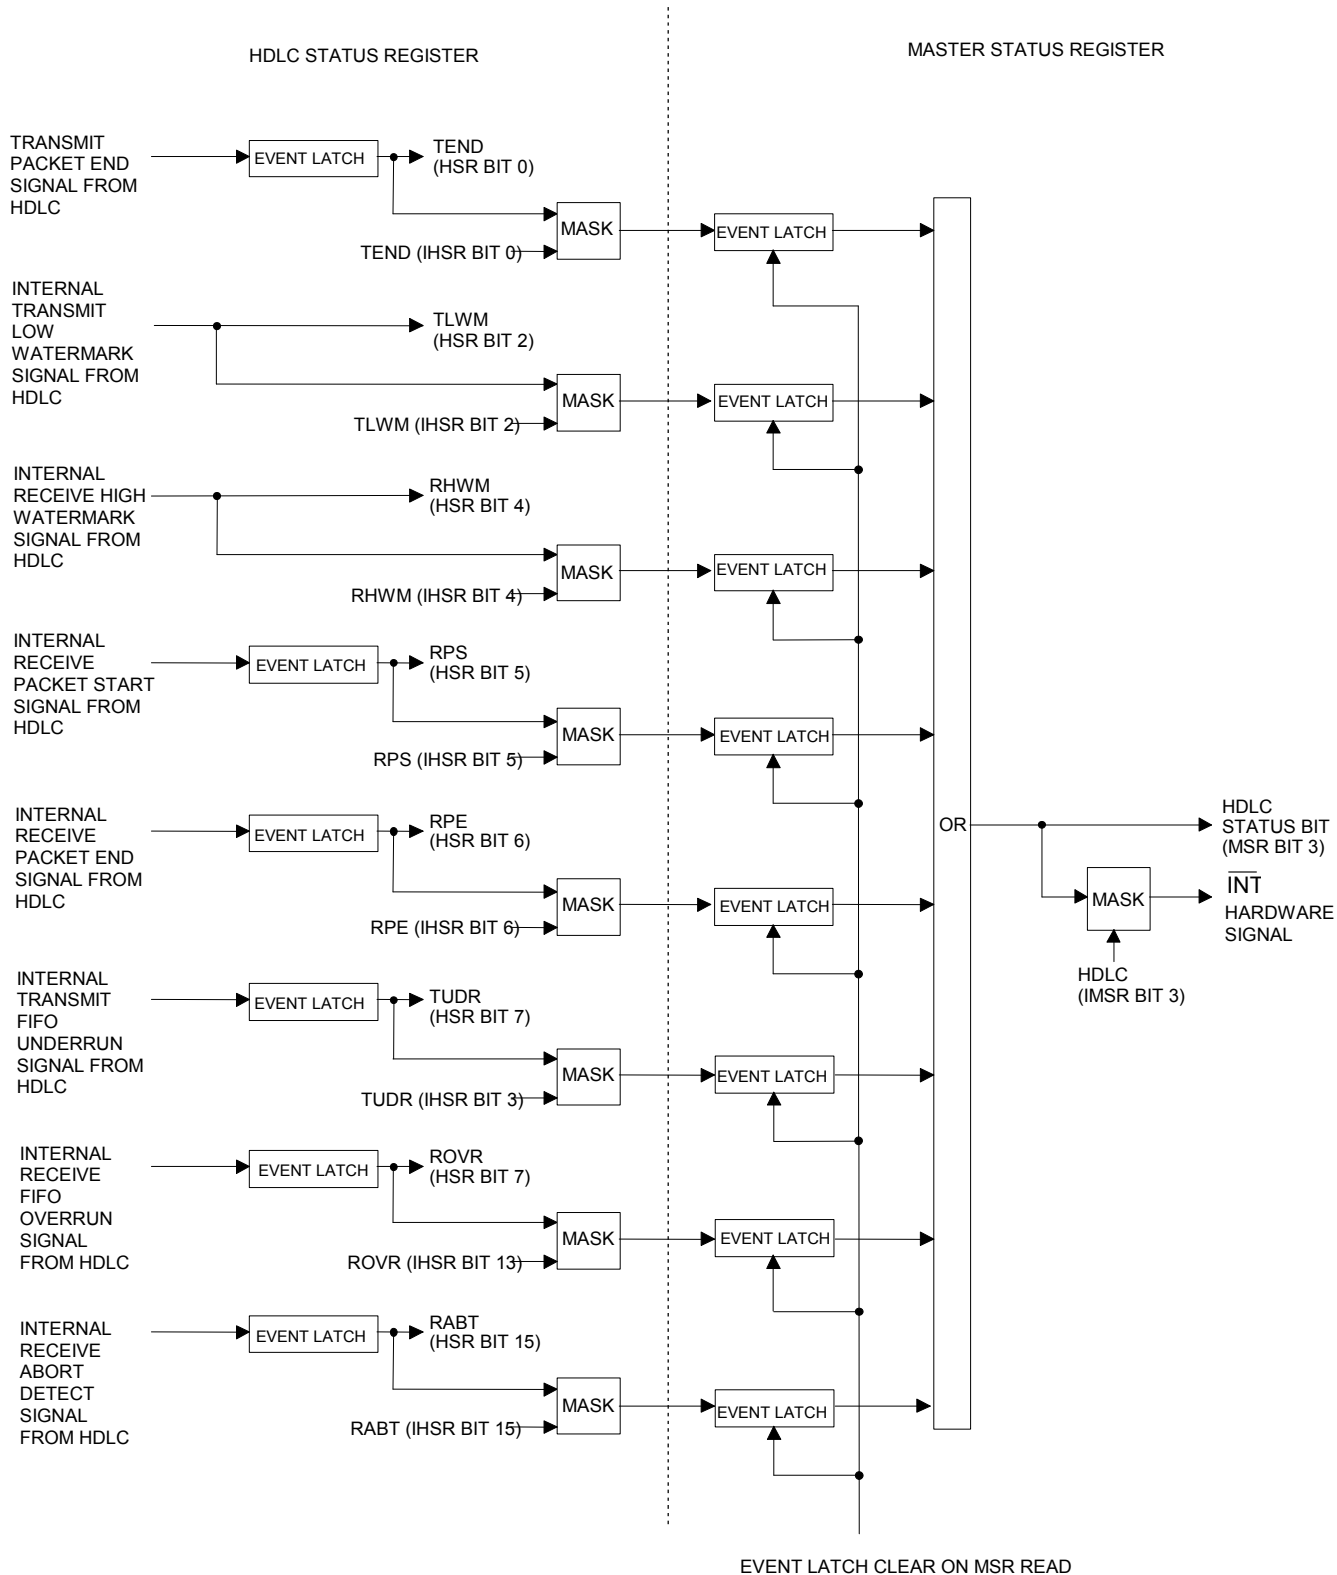 HDLC STATUS REGISTER
MASTER STATUS REGISTER
TRANSMIT
PACKET END
SIGNAL FROM
HDLC
EVENT LATCH
TEND
(HSR BIT 0)
TEND (IHSR BIT 0)
MASK
EVENT LATCH
INTERNAL
TRANSMIT
LOW
WATERMARK
SIGNAL FROM
HDLC
TLWM
(HSR BIT 2)
TLWM (IHSR BIT 2)
MASK
EVENT LATCH
INTERNAL
RECEIVE HIGH
WATERMARK
SIGNAL FROM
HDLC
RHWM
(HSR BIT 4)
RHWM (IHSR BIT 4)
MASK
EVENT LATCH
INTERNAL
RECEIVE
PACKET START
SIGNAL FROM
HDLC
EVENT LATCH
RPS
(HSR BIT 5)
RPS (IHSR BIT 5)
MASK
EVENT LATCH
INTERNAL
RECEIVE
PACKET END
SIGNAL FROM
HDLC
EVENT LATCH
RPE
(HSR BIT 6)
RPE (IHSR BIT 6)
MASK
EVENT LATCH
INTERNAL
TRANSMIT
FIFO
UNDERRUN
SIGNAL FROM
HDLC
EVENT LATCH
TUDR
(HSR BIT 7)
TUDR (IHSR BIT 3)
MASK
EVENT LATCH
INTERNAL
RECEIVE
FIFO
OVERRUN
SIGNAL
FROM HDLC
EVENT LATCH
ROVR
(HSR BIT 7)
ROVR (IHSR BIT 13)
MASK
EVENT LATCH
INTERNAL
RECEIVE
ABORT
DETECT
SIGNAL
FROM HDLC
EVENT LATCH
RABT
(HSR BIT 15)
RABT (IHSR BIT 15)
MASK
EVENT LATCH
OR
HDLC
STATUS BIT
(MSR BIT 3)
MASK
INT
HARDWARE
SIGNAL
HDLC
(IMSR BIT 3)
EVENT LATCH CLEAR ON MSR READ